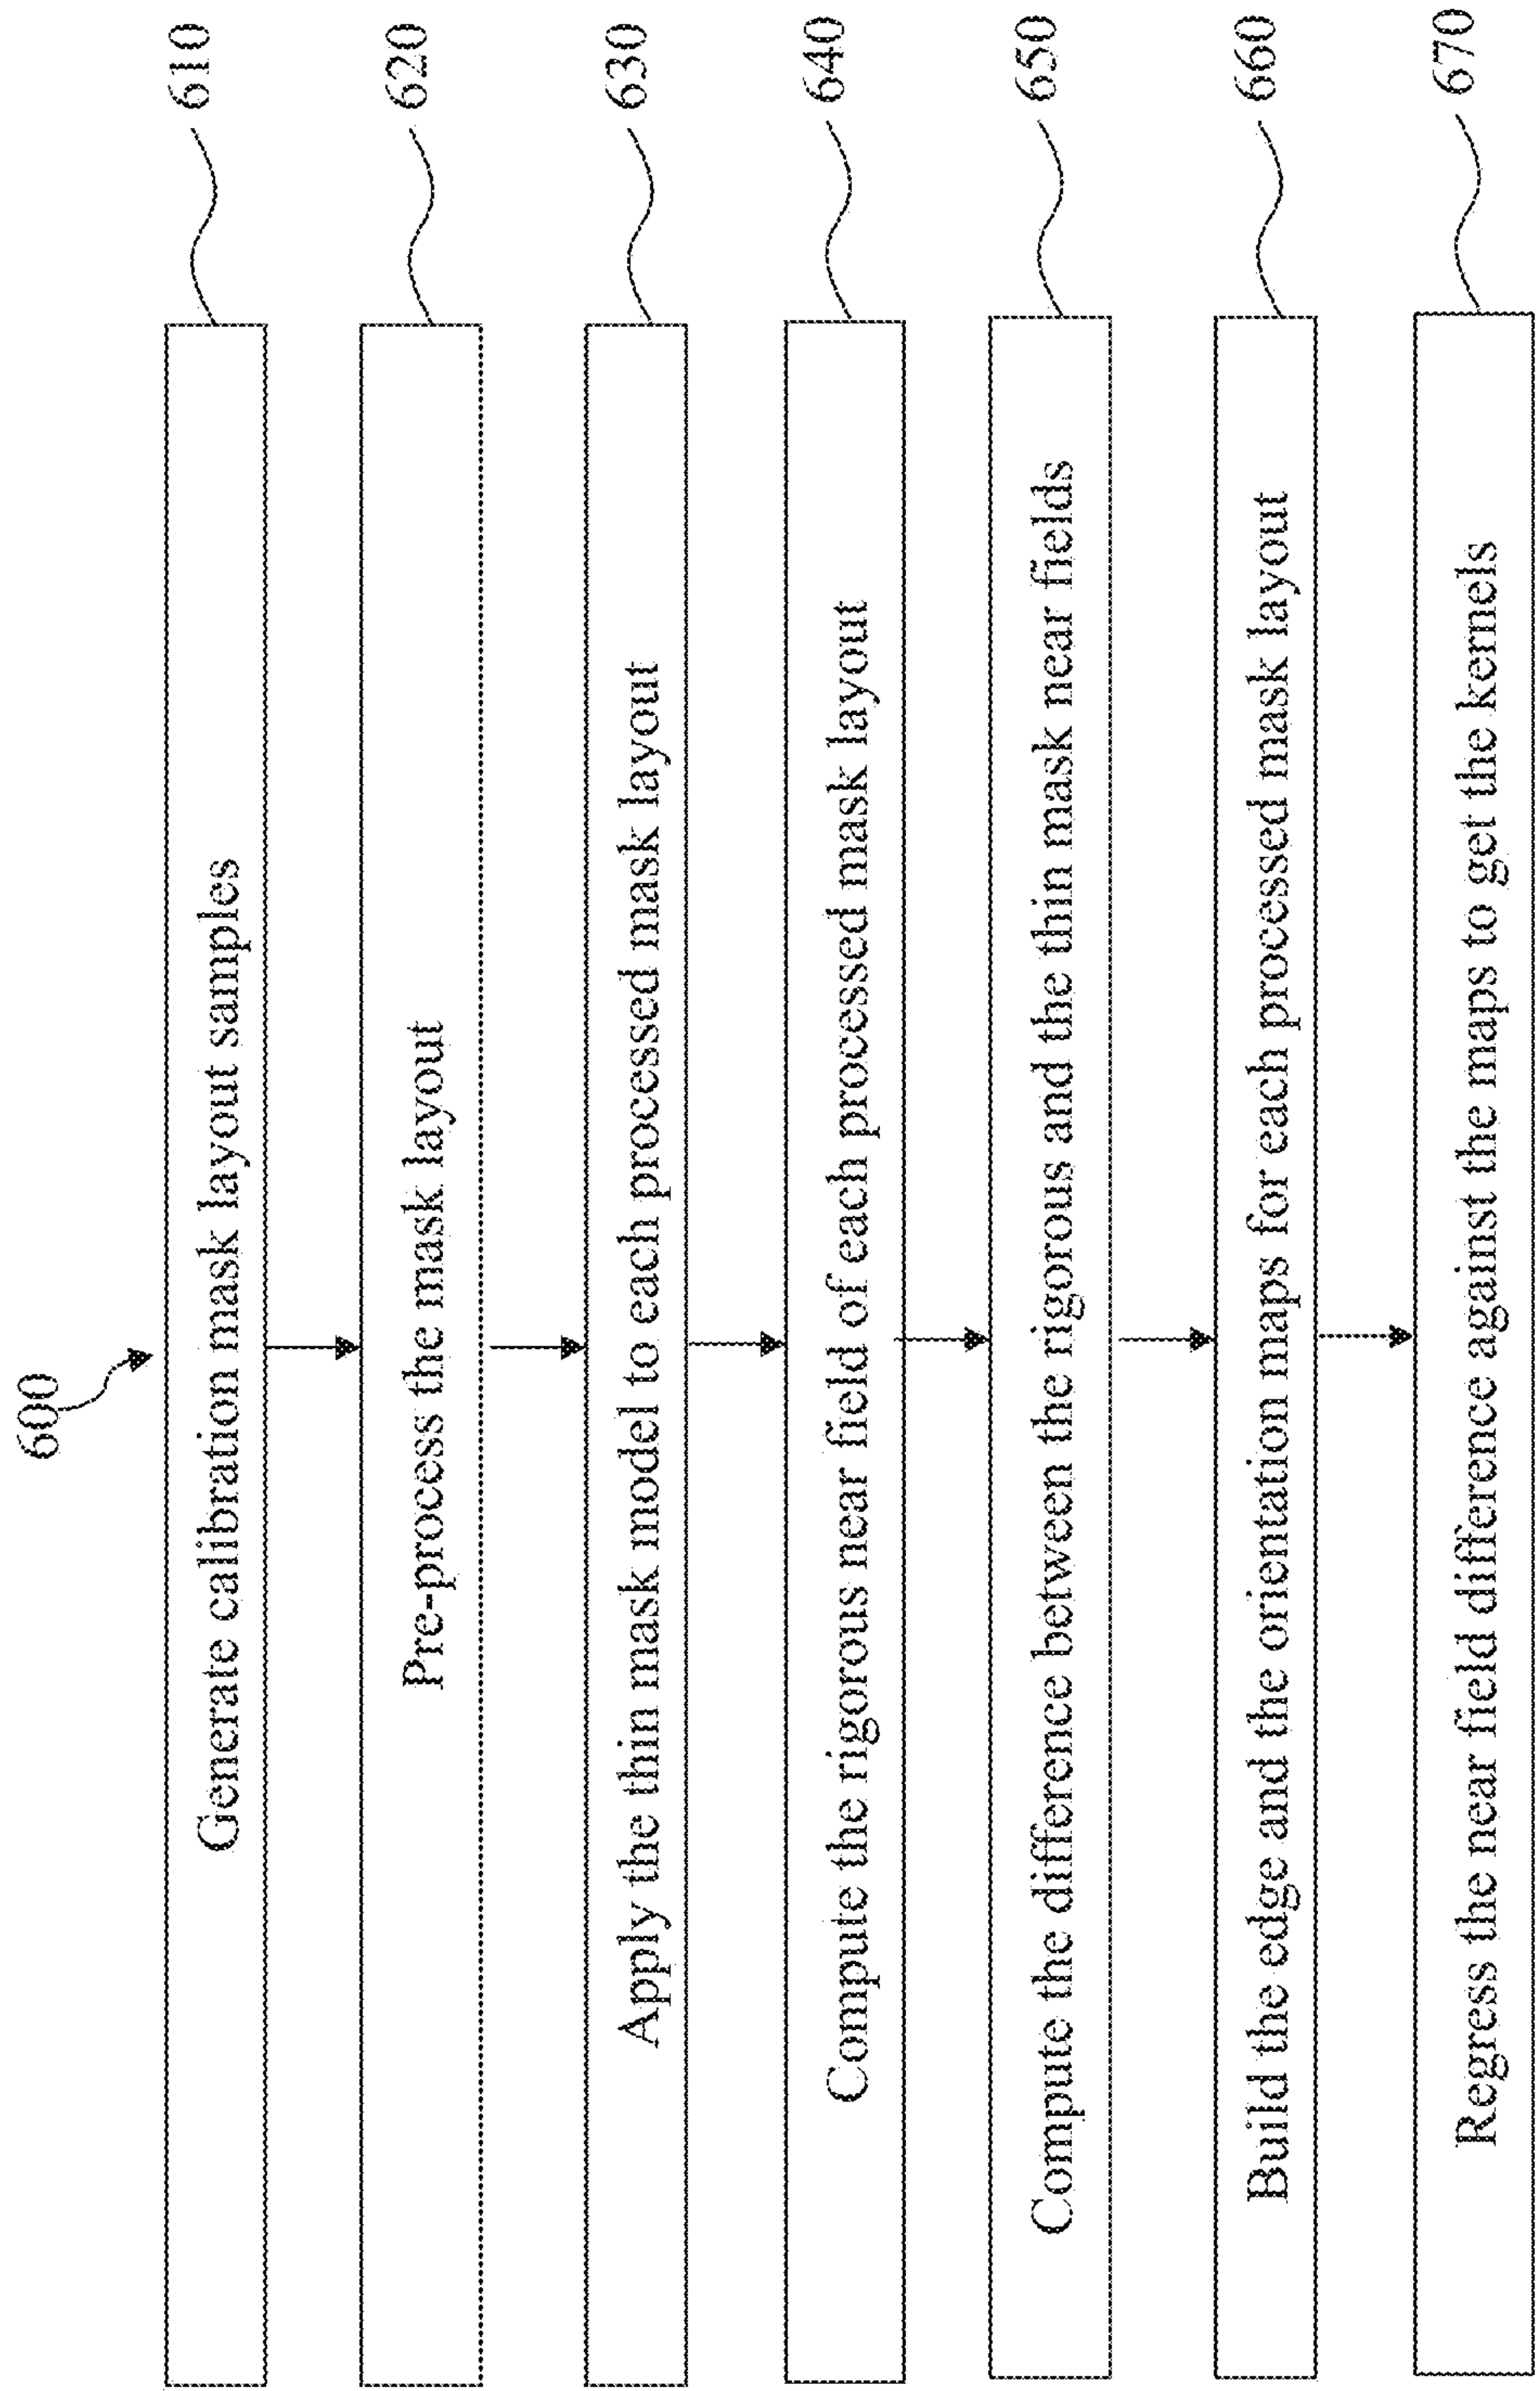 600
Generate calibration mask layout samples
610
Pre-process the mask layout
620
Apply the thin mask model to each processed mask layout
630
Compute the rigorous near field of each processed mask layout
640
Compute the difference between the rigorous and the thin mask near fields
650
Build the edge and the orientation maps for each processed mask layout
660
Regress the near field difference against the maps to get the kernels
670